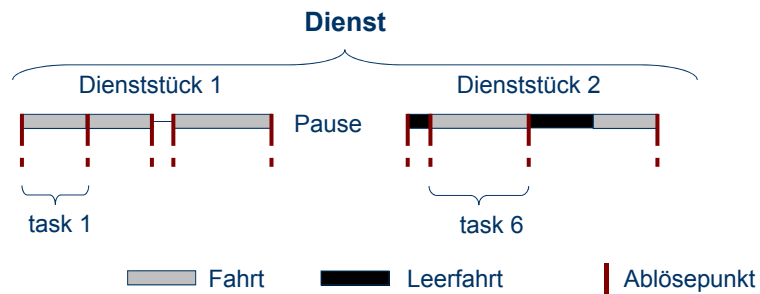 Dienst
Dienststück 1
Dienststück 2
Pause
task 1
task 6
Fahrt
Leerfahrt
Ablösepunkt